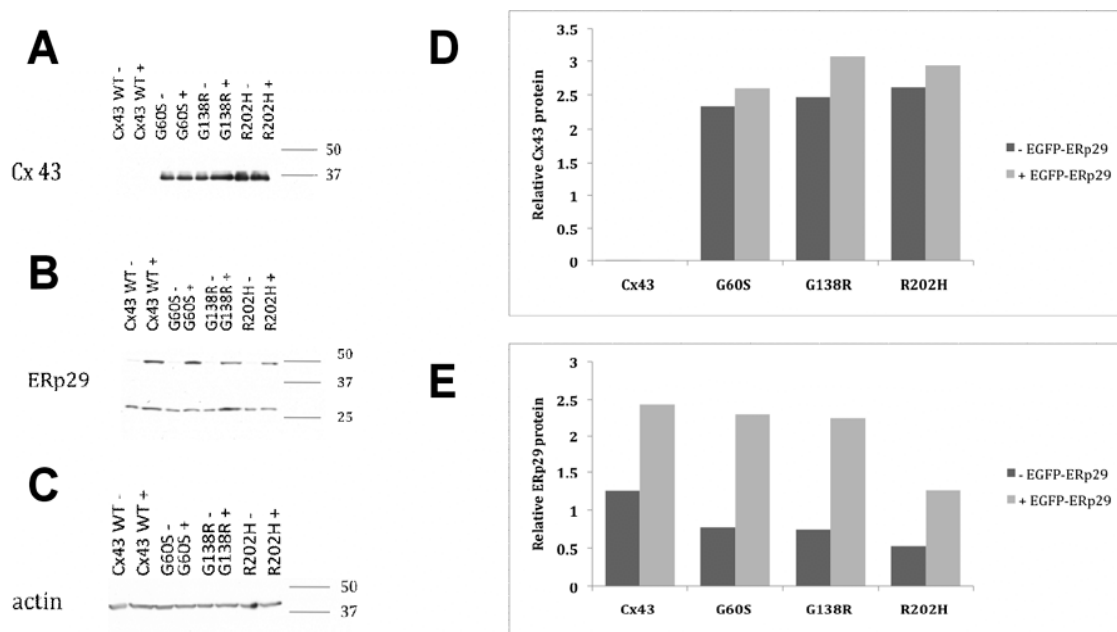 A
Cx43 WT -
Cx43 WT +
G60S -
G60S +
G138R -
G138R +
R202H -
R202H +
Cx 43
50
37
B
Cx43 WT -
Cx43 WT +
G60S -
G60S +
G138R -
G138R +
R202H -
R202H +
ERp29
50
37
25
C
Cx43 WT -
Cx43 WT +
G60S -
G60S +
G138R -
G138R +
R202H -
R202H +
actin
50
37
D
Relative Cx43 protein
3.5
3
2.5
2
1.5
1
0.5
0
Cx43 G60S G138R R202H
- EGFP-ERp29
+ EGFP-ERp29
E
Relative ERp29 protein
3
2.5
2
1.5
1
0.5
0
Cx43 G60S G138R R202H
- EGFP-ERp29
+ EGFP-ERp29